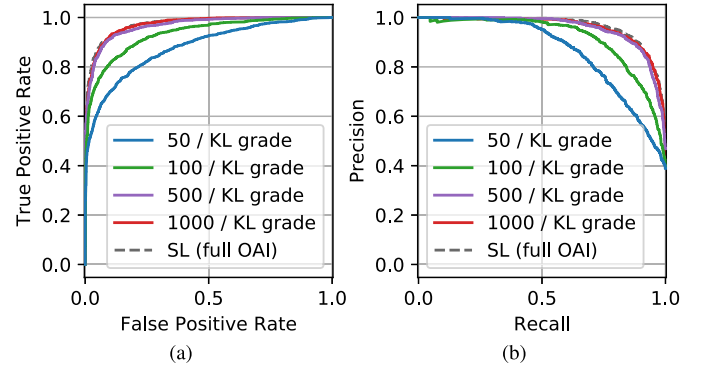 True Positive Rate
1.0
0.8
0.6
0.4
0.2
0.0
50 / KL grade
100 / KL grade
500 / KL grade
1000 / KL grade
SL (full OAI)
0.0 0.5 1.0
False Positive Rate
(a)
Precision
1.0
0.8
0.6
0.4
0.2
0.0
50 / KL grade
100 / KL grade
500 / KL grade
1000 / KL grade
SL (full OAI)
0.0 0.5 1.0
Recall
(b)